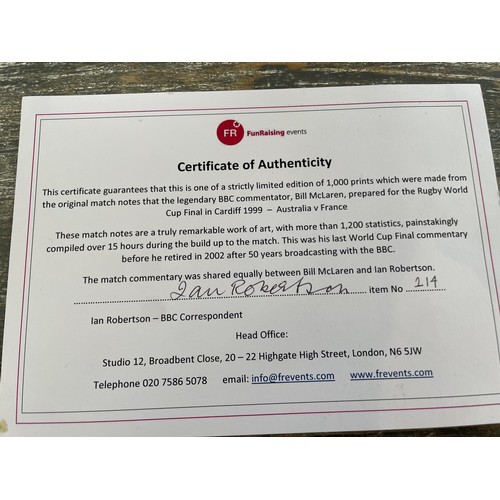 FR FunRaising events
Certificate of Authenticity
This certificate guarantees that this is one of a strictly limited edition of 1,000 prints which were made from
the original match notes that the legendary BBC commentator, Bill McLaren, prepared for the Rugby World
Cup Final in Cardiff 1999 – Australia v France
These match notes are a truly remarkable work of art, with more than 1,200 statistics, painstakingly
compiled over 15 hours during the build up to the match. This was his last World Cup Final commentary
before he retired in 2002 after 50 years broadcasting with the BBC.
The match commentary was shared equally between Bill McLaren and Ian Robertson.
Ian Robertson item No 214
Ian Robertson – BBC Correspondent
Head Office:
Studio 12, Broadbent Close, 20 – 22 Highgate High Street, London, N6 5JW
Telephone 020 7586 5078 email: info@frevents.com www.frevents.com